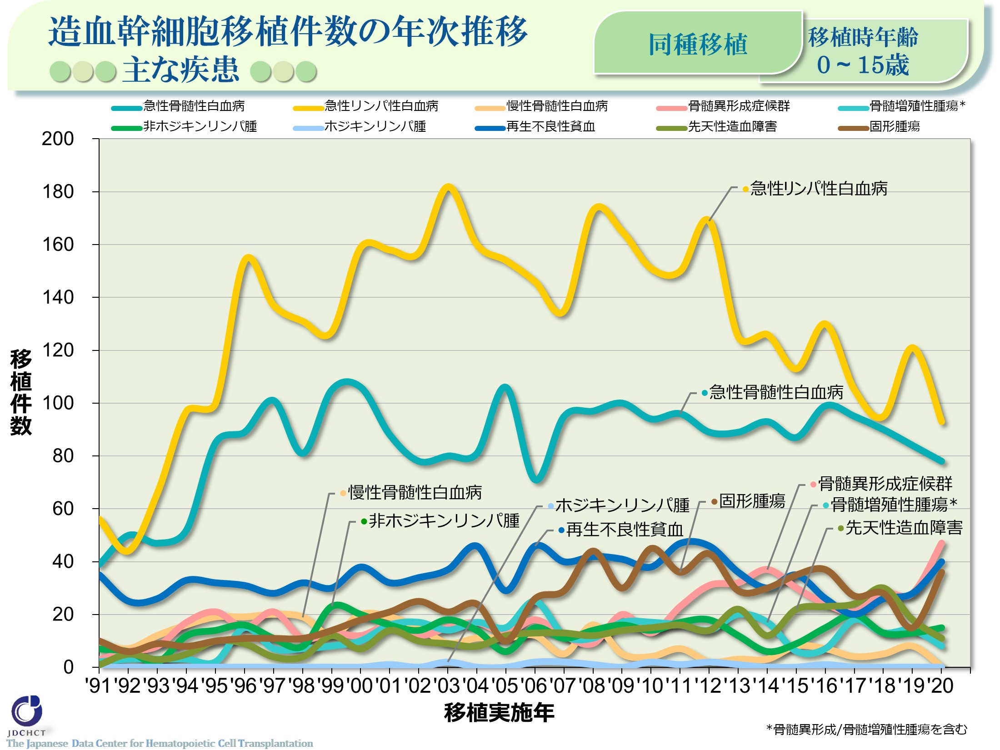 造血幹細胞移植件数の年次推移
主な疾患
同種移植
移植時年齢
0～15歳
急性骨髄性白血病
急性リンパ性白血病
慢性骨髄性白血病
骨髄異形成症候群
骨髄増殖性腫瘍*
非ホジキンリンパ腫
ホジキンリンパ腫
再生不良性貧血
先天性造血障害
固形腫瘍
移植件数
200
180
160
140
120
100
80
60
40
20
0
急性リンパ性白血病
急性骨髄性白血病
慢性骨髄性白血病
非ホジキンリンパ腫
ホジキンリンパ腫
再生不良性貧血
固形腫瘍
骨髄異形成症候群
骨髄増殖性腫瘍*
先天性造血障害
'91 '92 '93 '94 '95 '96 '97 '98 '99 '00 '01 '02 '03 '04 '05 '06 '07 '08 '09 '10 '11 '12 '13 '14 '15 '16 '17 '18 '19 '20
移植実施年
*骨髄異形成/骨髄増殖性腫瘍を含む
JDCHCT
The Japanese Data Center for Hematopoietic Cell Transplantation